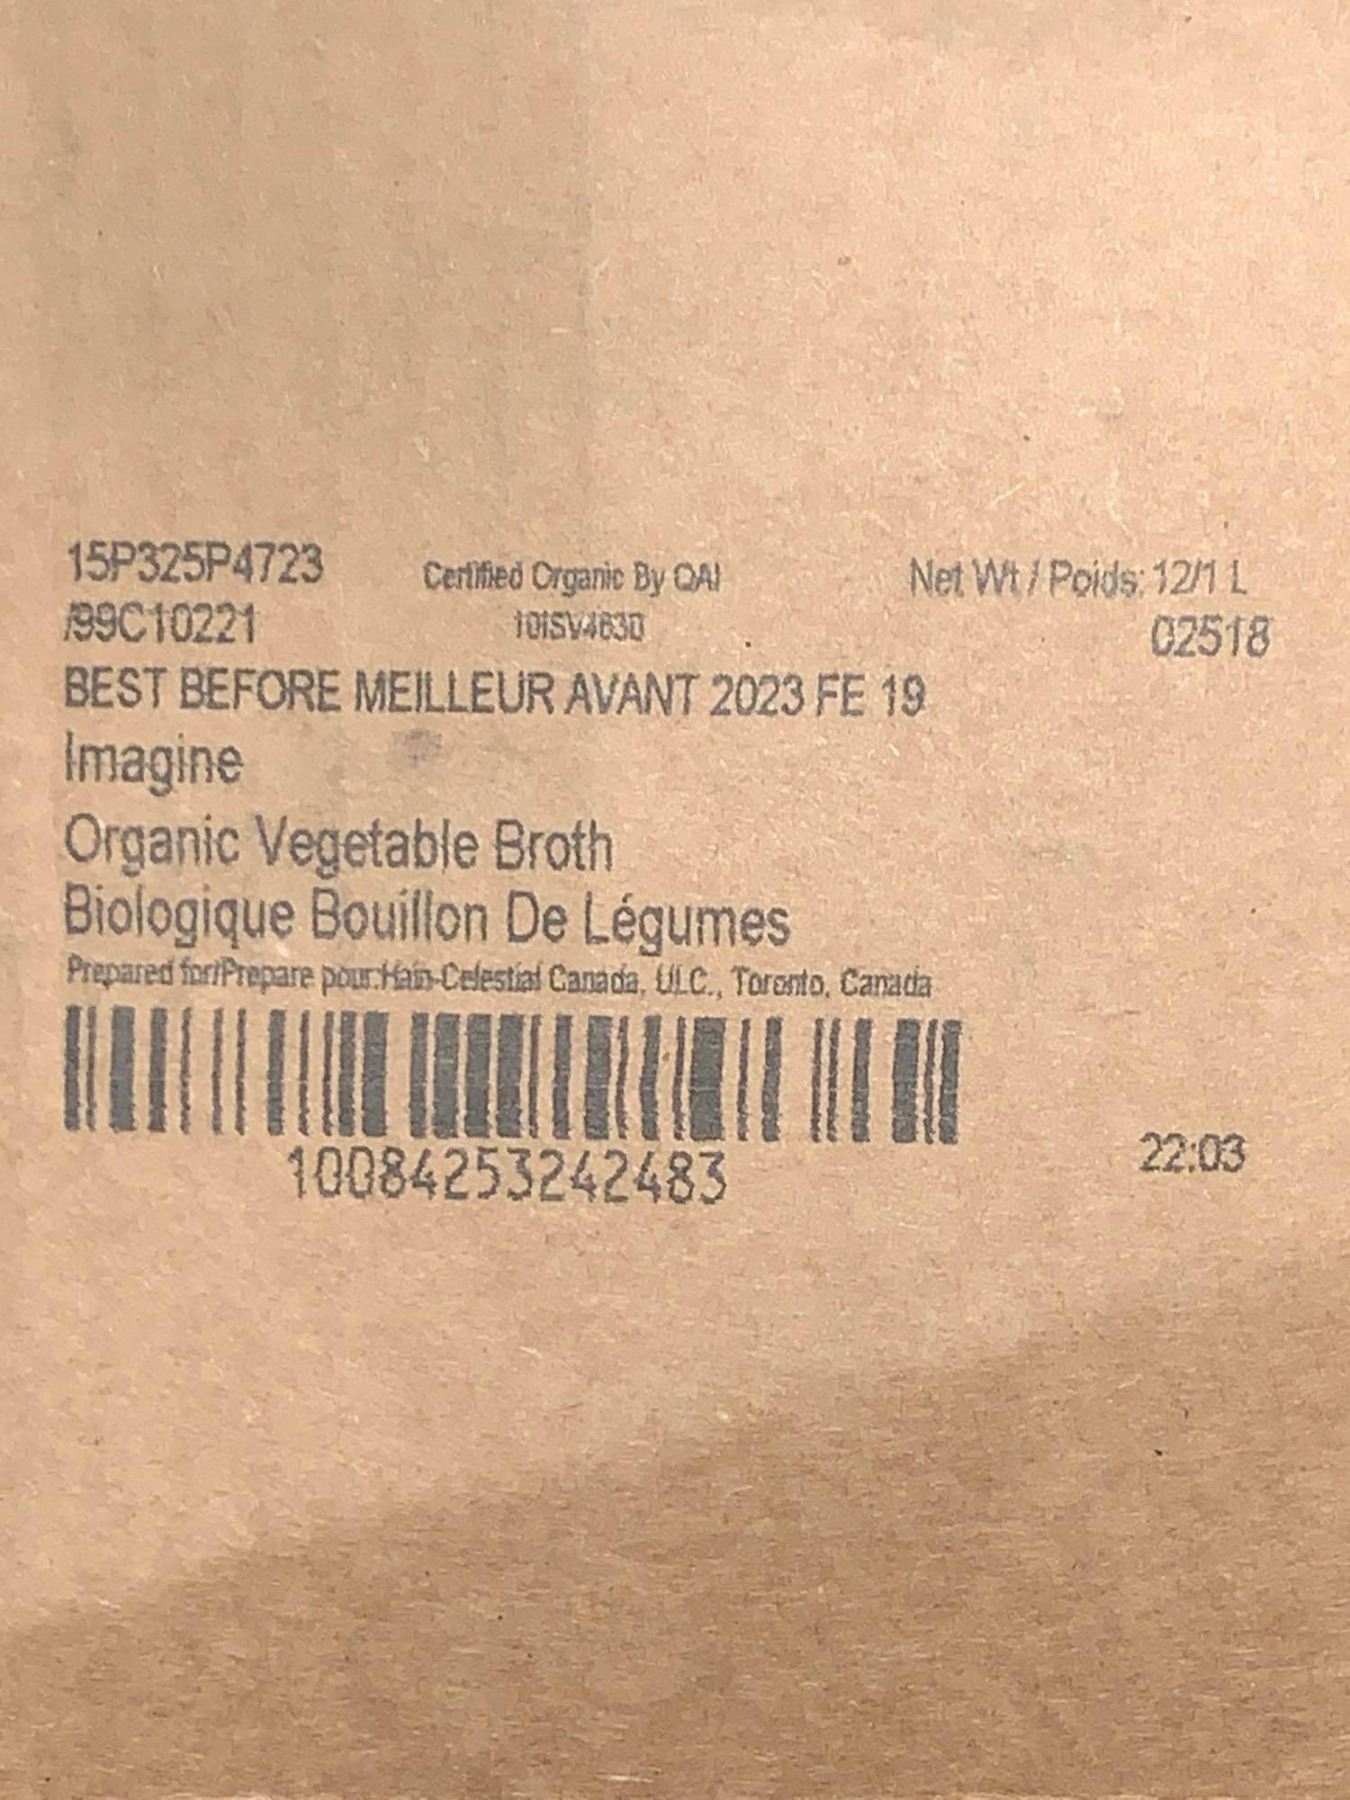 15P325P4723
/99C10221
Certified Organic By QAI
101SV4630
Net Wt / Poids: 12/1 L
02518
BEST BEFORE MEILLEUR AVANT 2023 FE 19
Imagine
Organic Vegetable Broth
Biologique Bouillon De Légumes
Prepared for/Prepare pour:Hain-Celestial Canada, ULC., Toronto, Canada
10084253242483
22:03